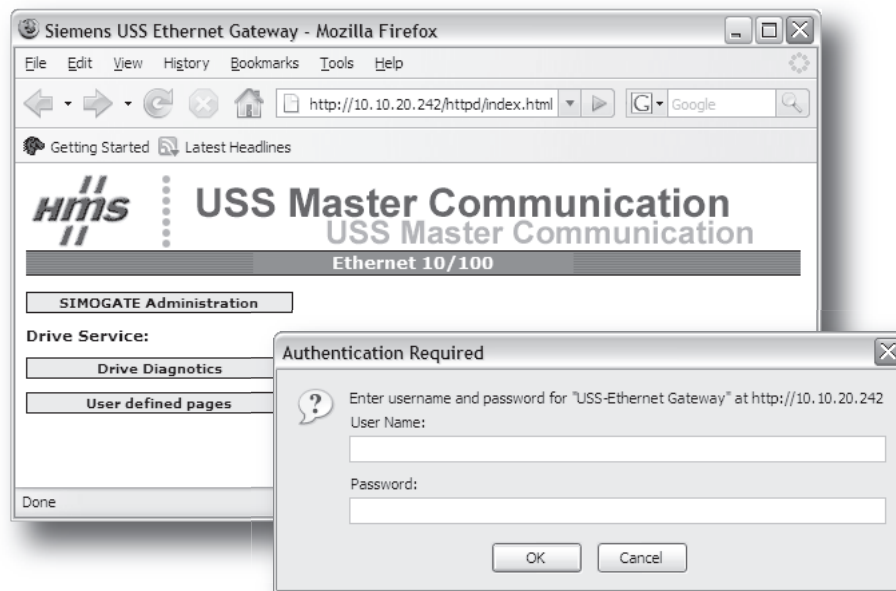 Siemens USS Ethernet Gateway - Mozilla Firefox
File Edit View History Bookmarks Tools Help
http://10.10.20.242/httpd/index.html G Google
Getting Started Latest Headlines
HMS
USS Master Communication
USS Master Communication
Ethernet 10/100
SIMOGATE Administration
Drive Service:
Drive Diagnotics
User defined pages
Done
Authentication Required
Enter username and password for "USS-Ethernet Gateway" at http://10.10.20.242
User Name:
Password:
OK Cancel